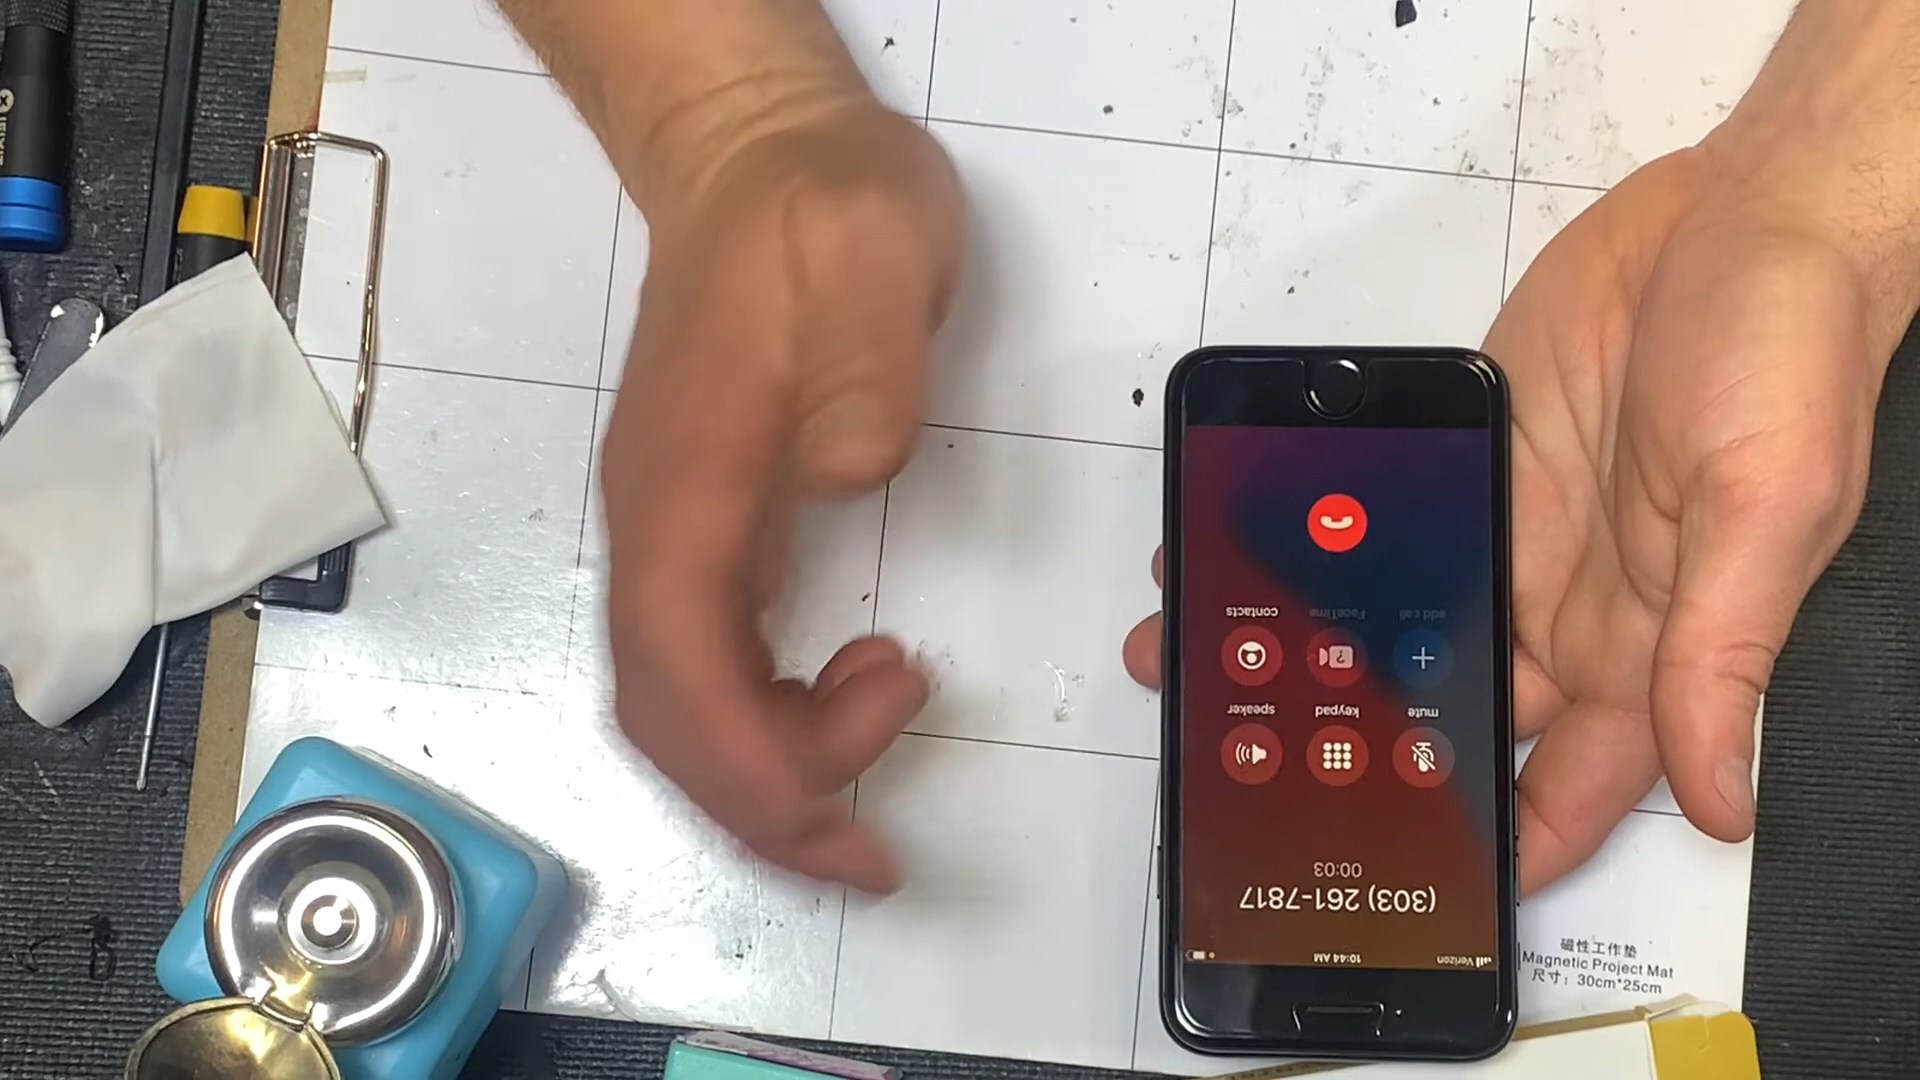 Verizon 10:44 AM
(303) 261-7817
00:03
mute keypad speaker
add call FaceTime contacts
磁性工作垫
Magnetic Project Mat
尺寸：30cm*25cm